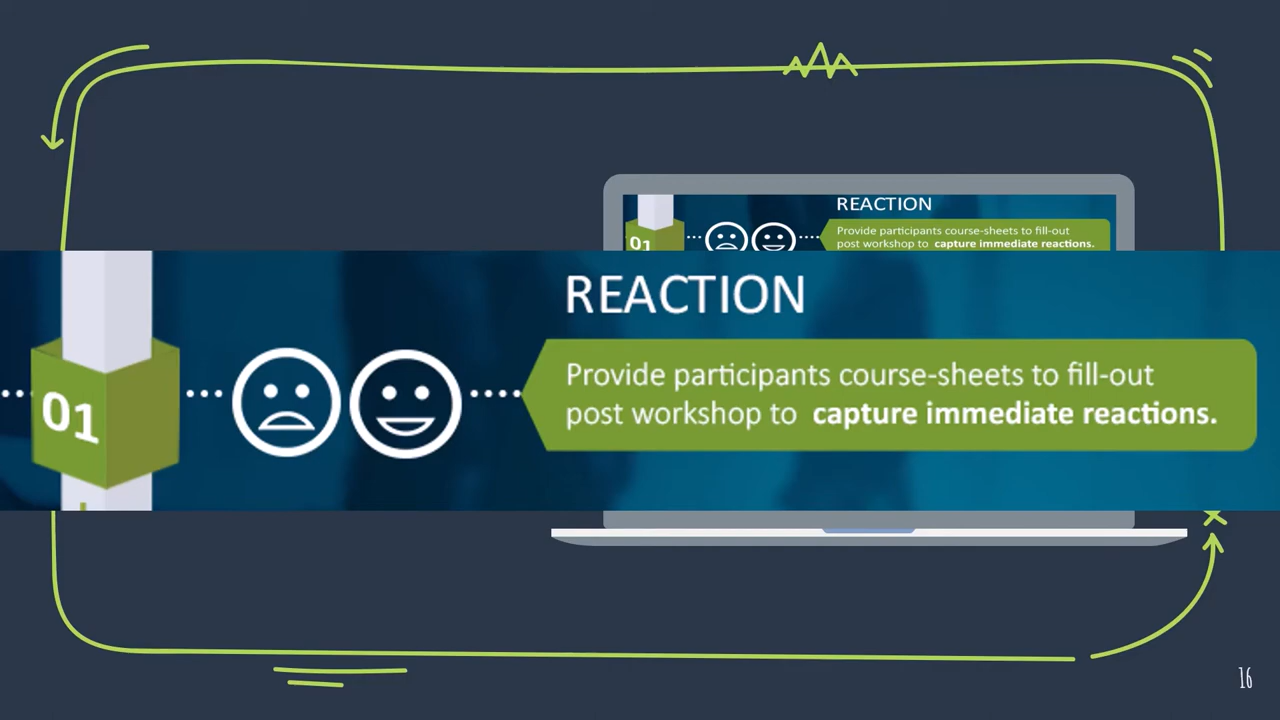 REACTION
01
Provide participants course-sheets to fill-out
post workshop to capture immediate reactions.
REACTION
01
Provide participants course-sheets to fill-out
post workshop to capture immediate reactions.
16